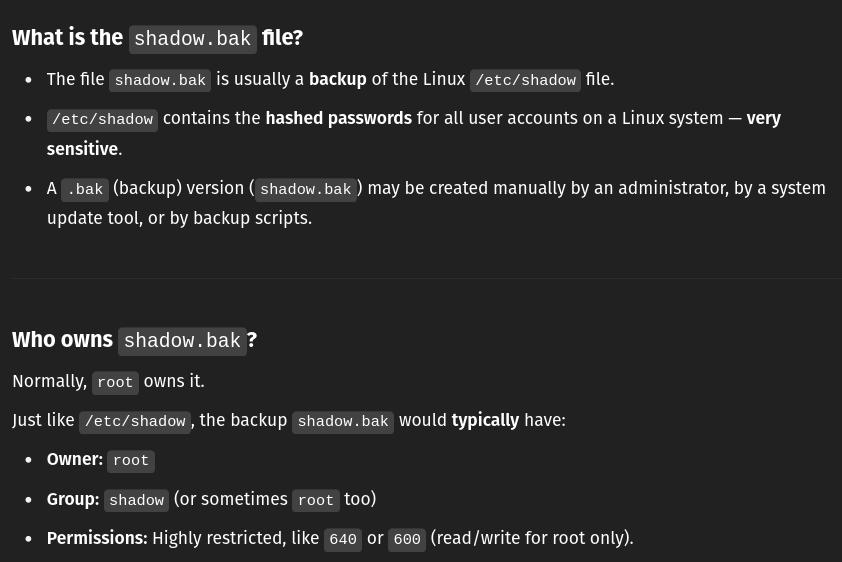 What is the shadow.bak file?
• The file shadow.bak is usually a backup of the Linux /etc/shadow file.
• /etc/shadow contains the hashed passwords for all user accounts on a Linux system — very
sensitive.
• A .bak (backup) version (shadow.bak) may be created manually by an administrator, by a system
update tool, or by backup scripts.
Who owns shadow.bak?
Normally, root owns it.
Just like /etc/shadow, the backup shadow.bak would typically have:
• Owner: root
• Group: shadow (or sometimes root too)
• Permissions: Highly restricted, like 640 or 600 (read/write for root only).